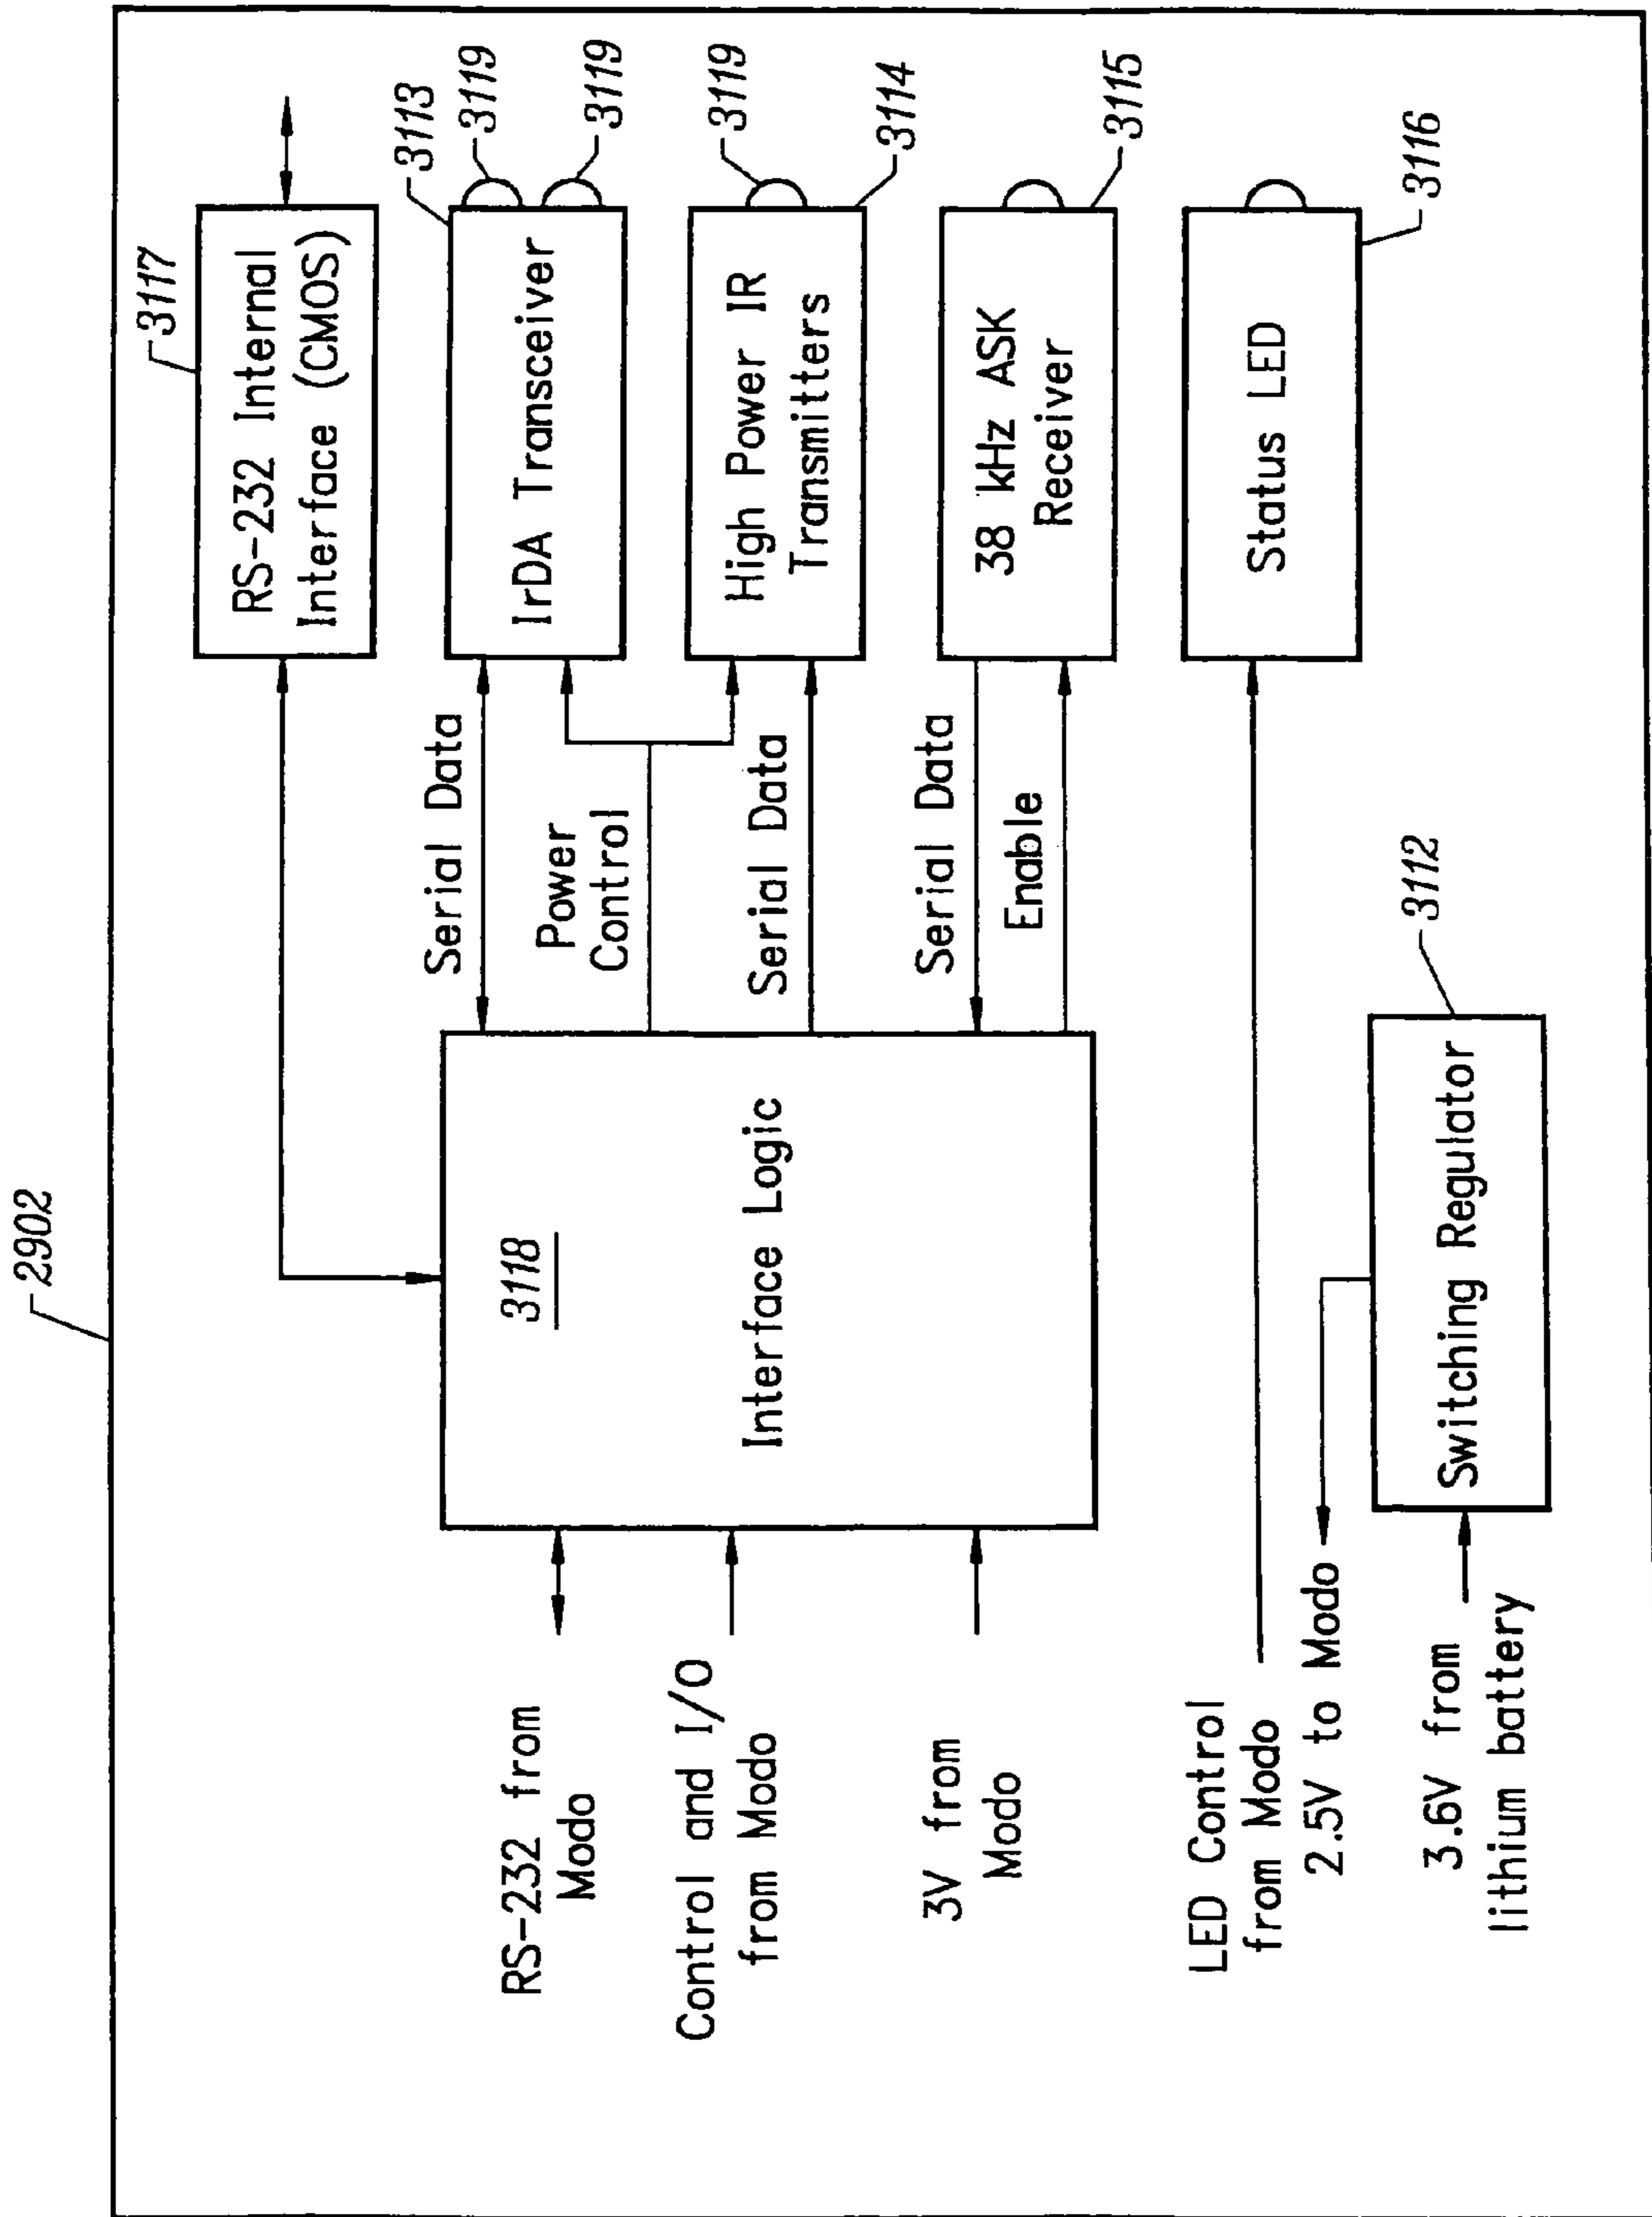 2902
3117
RS-232 Internal
Interface (CMOS)
3113
3119
3119
IrDA Transceiver
Serial Data
Power
Control
3119
High Power IR
Transmitters
3114
Serial Data
38 kHz ASK
Receiver
3115
Serial Data
Enable
Status LED
3116
3118
Interface Logic
RS-232 from
Modo
Control and I/O
from Modo
3V from
Modo
LED Control
from Modo
2.5V to Modo
3.6V from
lithium battery
Switching Regulator
3112